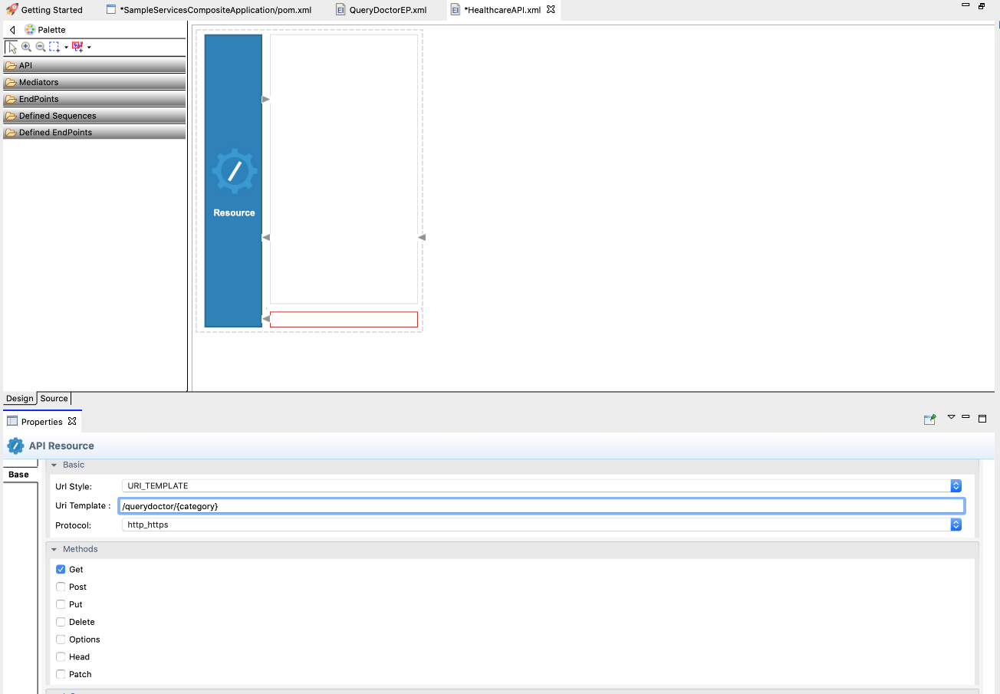 Getting Started
*SampleServicesCompositeApplication/pom.xml
EI QueryDoctorEP.xml
EI *HealthcareAPI.xml
Palette
API
Mediators
EndPoints
Defined Sequences
Defined EndPoints
Resource
Design
Source
Properties
API Resource
Base
Basic
Url Style: URI_TEMPLATE
Uri Template : /querydoctor/{category}
Protocol: http_https
Methods
Get
Post
Put
Delete
Options
Head
Patch